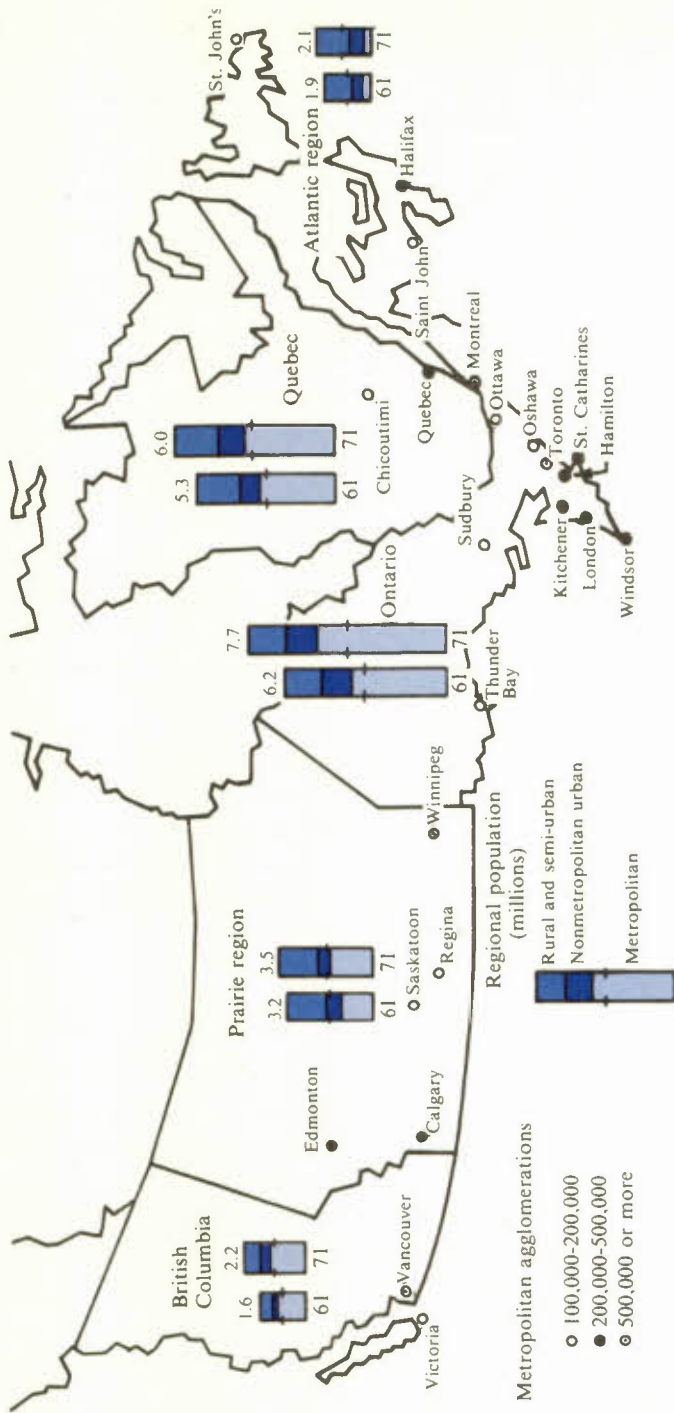 British
Columbia
1.6
2.2
61
71
Vancouver
Victoria
Prairie region
3.2
3.5
61
71
Edmonton
Calgary
Saskatoon
Regina
Winnipeg
6.2
7.7
61
71
Ontario
Thunder
Bay
Sudbury
Quebec
5.3
6.0
61
71
Chicoutimi
Quebec
Montreal
Ottawa
Oshawa
Toronto
St. Catharines
Hamilton
Kitchener
London
Windsor
St. John's
Atlantic region
1.9
2.1
61
71
Saint John
Halifax
Metropolitan agglomerations
100,000-200,000
200,000-500,000
500,000 or more
Regional population
(millions)
Rural and semi-urban
Nonmetropolitan urban
Metropolitan